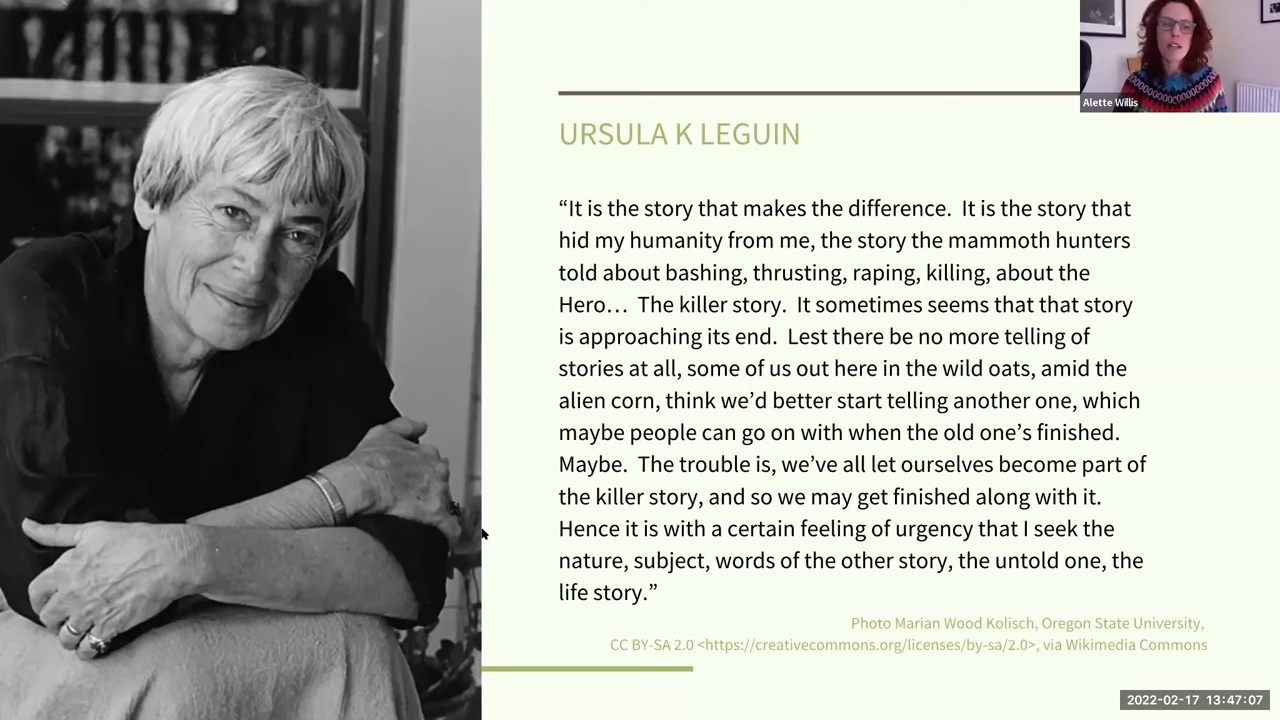 Alette Willis
URSULA K LEGUIN
“It is the story that makes the difference.  It is the story that
hid my humanity from me, the story the mammoth hunters
told about bashing, thrusting, raping, killing, about the
Hero…  The killer story.  It sometimes seems that that story
is approaching its end.  Lest there be no more telling of
stories at all, some of us out here in the wild oats, amid the
alien corn, think we’d better start telling another one, which
maybe people can go on with when the old one’s finished.
Maybe.  The trouble is, we’ve all let ourselves become part of
the killer story, and so we may get finished along with it.
Hence it is with a certain feeling of urgency that I seek the
nature, subject, words of the other story, the untold one, the
life story.”
Photo Marian Wood Kolisch, Oregon State University,
CC BY-SA 2.0 <https://creativecommons.org/licenses/by-sa/2.0>, via Wikimedia Commons
2022-02-17 13:47:07